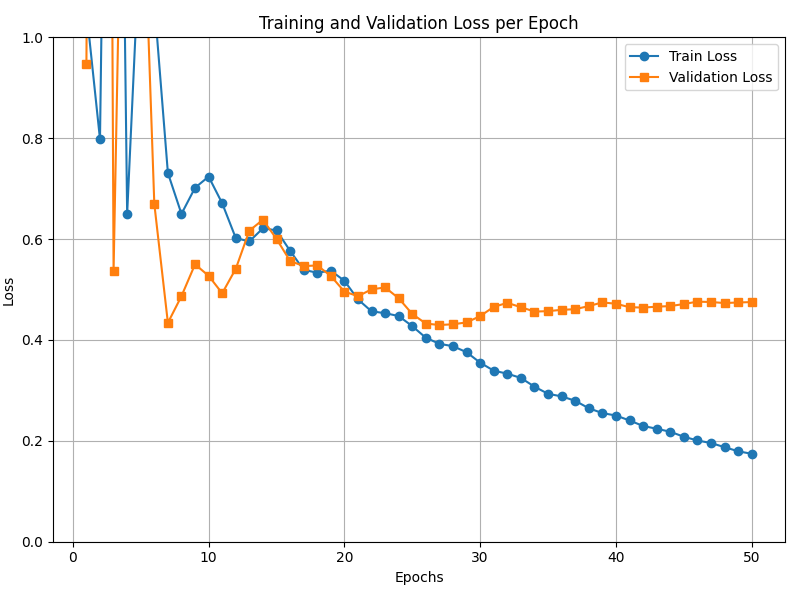 Training and Validation Loss per Epoch
1.0
0.8
0.6
0.4
0.2
0.0
Loss
Train Loss
Validation Loss
0 10 20 30 40 50
Epochs